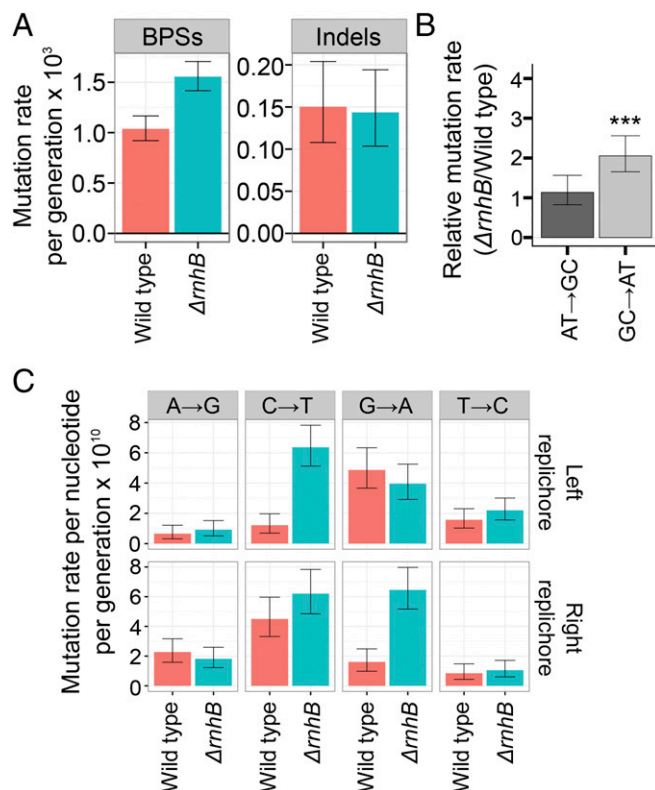 A
BPSs
Indels
Mutation rate
per generation x 10³
1.5
1.0
0.5
0.0
0.20
0.15
0.10
0.05
0.00
Wild type
ΔrnhB
Wild type
ΔrnhB
B
Relative mutation rate
(ΔrnhB/Wild type)
4
3
2
1
0
***
AT→GC
GC→AT
C
A→G
C→T
G→A
T→C
Mutation rate per nucleotide
per generation x 10¹⁰
8
6
4
2
0
Left
replichore
8
6
4
2
0
Right
replichore
Wild type
ΔrnhB
Wild type
ΔrnhB
Wild type
ΔrnhB
Wild type
ΔrnhB